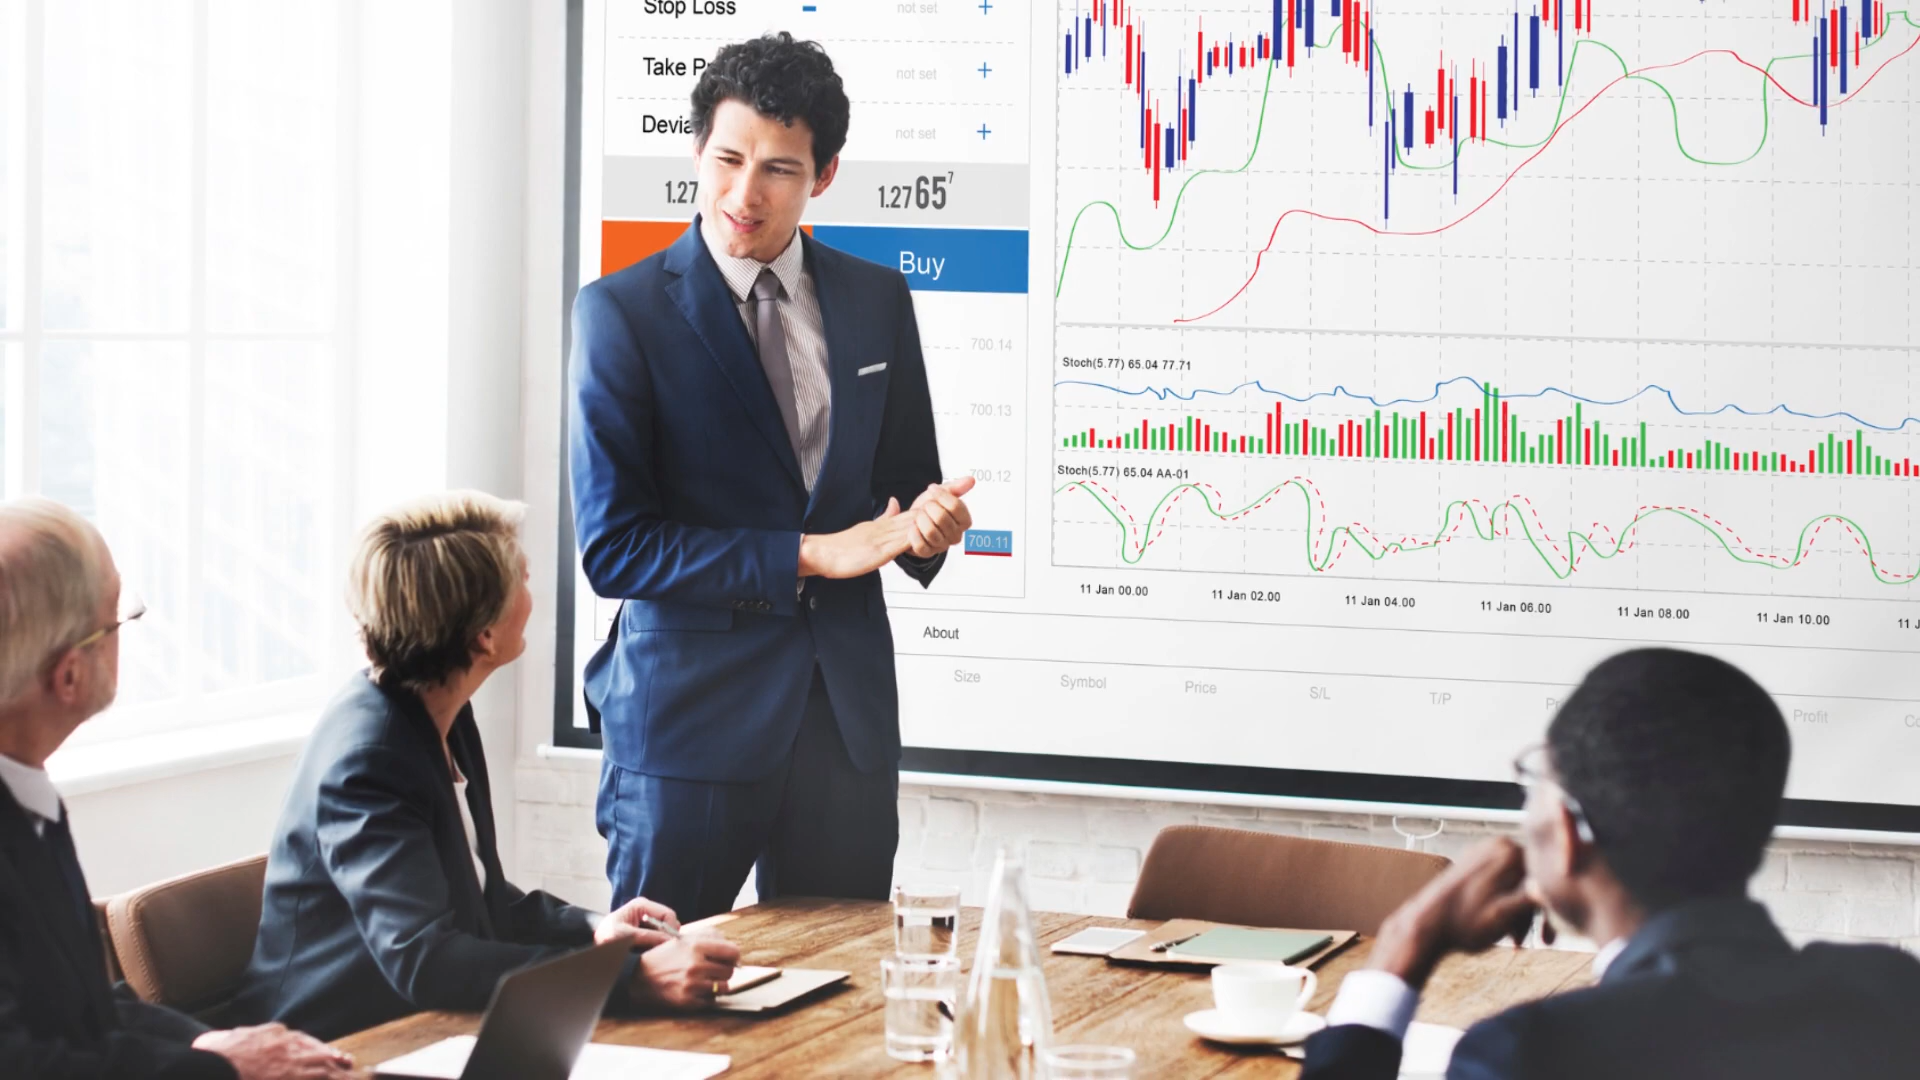 Stop Loss not set
Take not set
not set
1.27 1.27657
Buy
700.14
700.13
700.12
700.11
Stoch(5.77) 65.04 77.71
Stoch(5.77) 65.04 AA-01
11 Jan 00.00 11 Jan 02.00 11 Jan 04.00 11 Jan 06.00 11 Jan 08.00 11 Jan 10.00
About
Size Symbol Price S/L T/P Profit